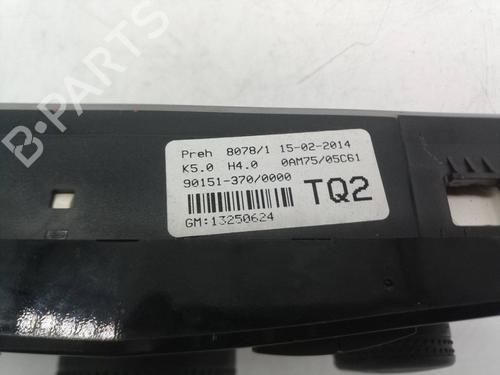 Preh 8078/1 15-02-2014
K5.0 H4.0 0AM75/05C61
90151-370/0000
TQ2
GM:13250624
B-PARTS